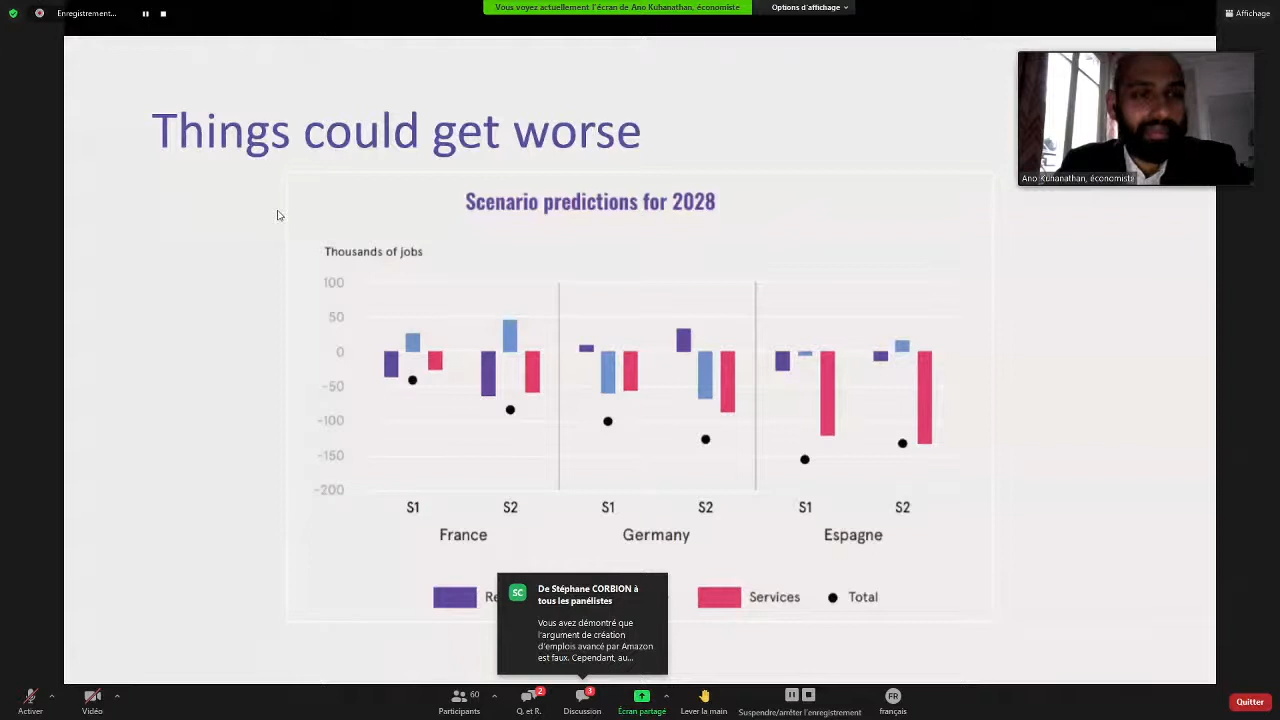 Enregistrement...
Vous voyez actuellement l'écran de Ano Kuhanathan, économiste
Options d'affichage
Affichage
Things could get worse
Ano Kuhanathan, économiste
Scenario predictions for 2028
Thousands of jobs
100
50
0
-50
-100
-150
-200
S1 S2 S1 S2 S1 S2
France Germany Espagne
Services Total
SC
De Stéphane CORBION à
tous les panélistes
Vous avez démontré que
l'argument de création
d'emplois avancé par Amazon
est faux. Cependant, au...
60
2
3
FR
Activer Vidéo Participants Q. et R. Discussion Écran partagé Lever la main Suspendre/arrêter l'enregistrement français
Quitter